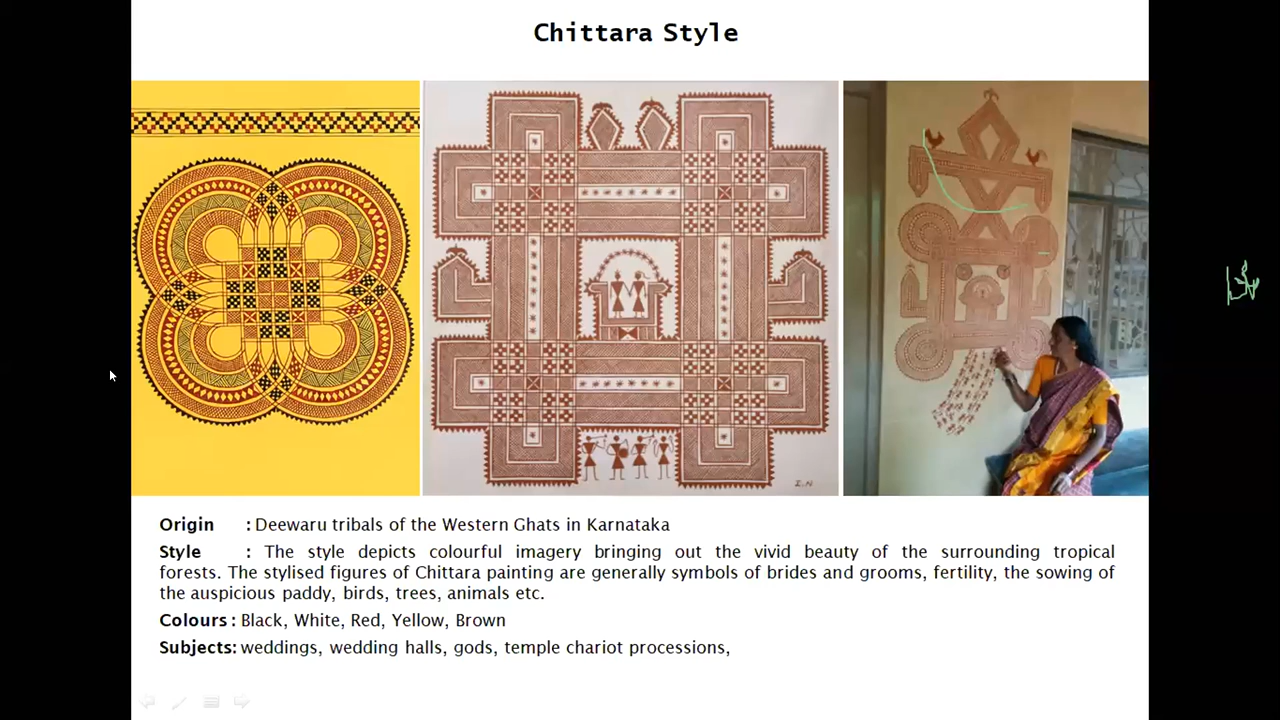 Chittara Style
I.N
Origin : Deewaru tribals of the Western Ghats in Karnataka
Style : The style depicts colourful imagery bringing out the vivid beauty of the surrounding tropical
forests. The stylised figures of Chittara painting are generally symbols of brides and grooms, fertility, the sowing of
the auspicious paddy, birds, trees, animals etc.
Colours : Black, White, Red, Yellow, Brown
Subjects: weddings, wedding halls, gods, temple chariot processions,